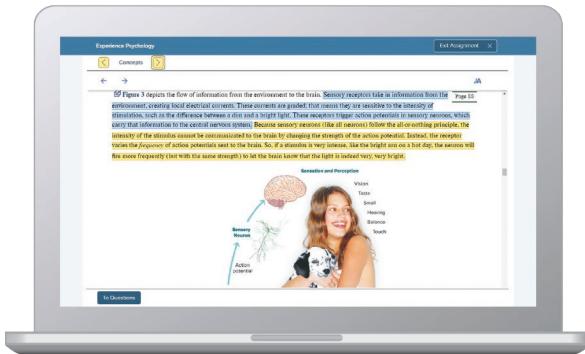 Experience Psychology
Exit Assignment X
< Concepts >
← →
AA
Figure 3 depicts the flow of information from the environment to the brain. Sensory receptors take in information from the
Page 83
environment, creating local electrical currents. These currents are graded; that means they are sensitive to the intensity of
stimulation, such as the difference between a dim and a bright light. These receptors trigger action potentials in sensory neurons, which
carry that information to the central nervous system. Because sensory neurons (like all neurons) follow the all-or-nothing principle, the
intensity of the stimulus cannot be communicated to the brain by changing the strength of the action potential. Instead, the receptor
varies the frequency of action potentials sent to the brain. So, if a stimulus is very intense, like the bright sun on a hot day, the neuron will
fire more frequently (but with the same strength) to let the brain know that the light is indeed very, very bright.
Sensation and Perception
Vision
Taste
Smell
Hearing
Balance
Touch
Sensory
Neuron
Action
potential
To Questions